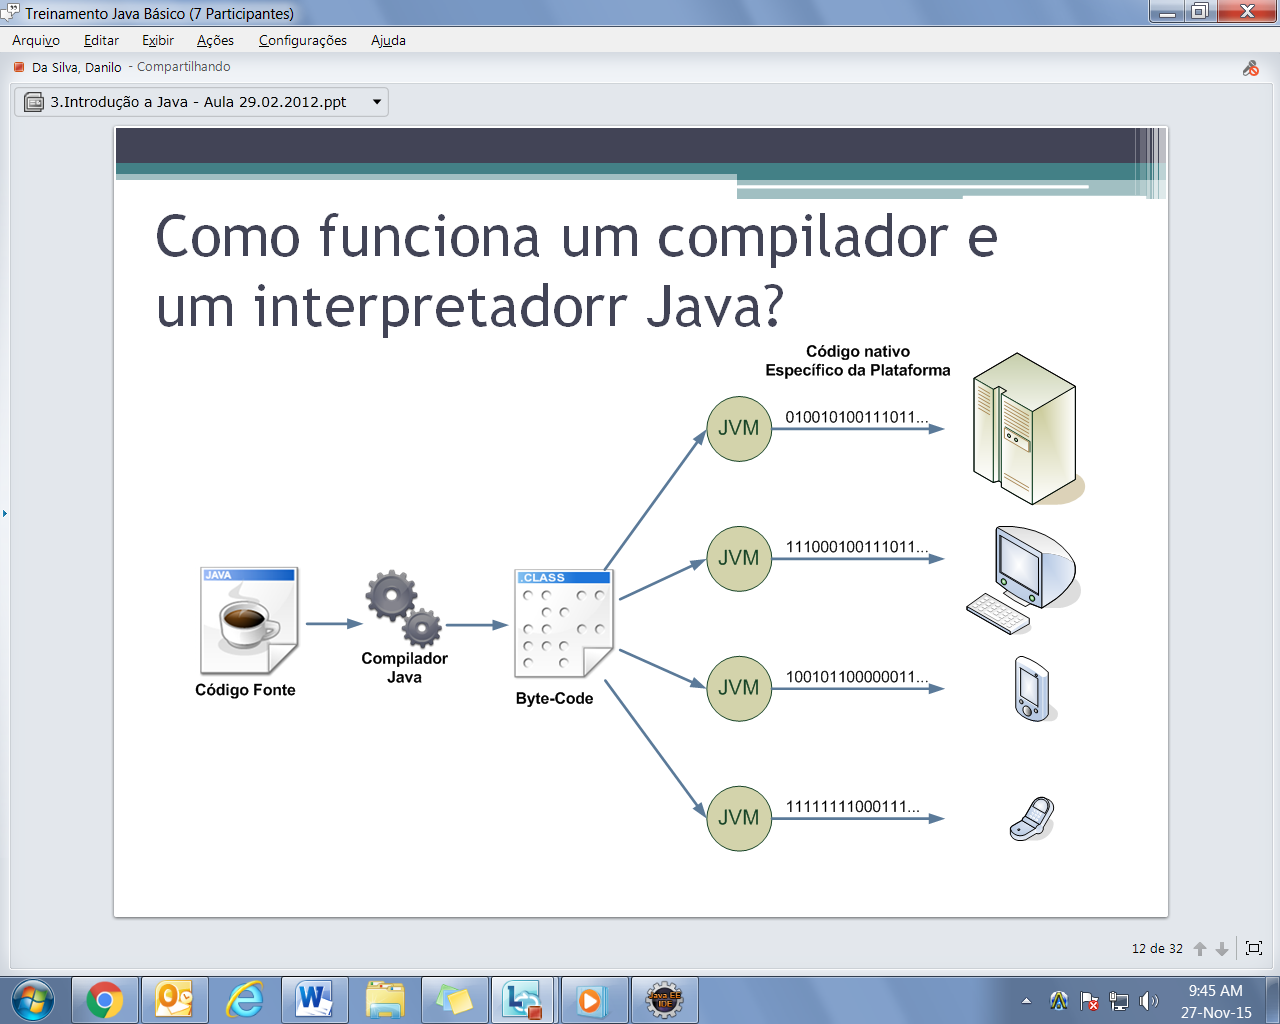 Treinamento Java Básico (7 Participantes)
Arquivo Editar Exibir Ações Configurações Ajuda
Da Silva, Danilo - Compartilhando
3.Introdução a Java - Aula 29.02.2012.ppt
Como funciona um compilador e
um interpretadorr Java?
Código nativo
Específico da Plataforma
JVM 010010100111011...
JVM 111000100111011...
JAVA
Código Fonte
Compilador
Java
.CLASS
Byte-Code
JVM 100101100000011...
JVM 11111111000111...
12 de 32
Java EE
IDE
9:45 AM
27-Nov-15